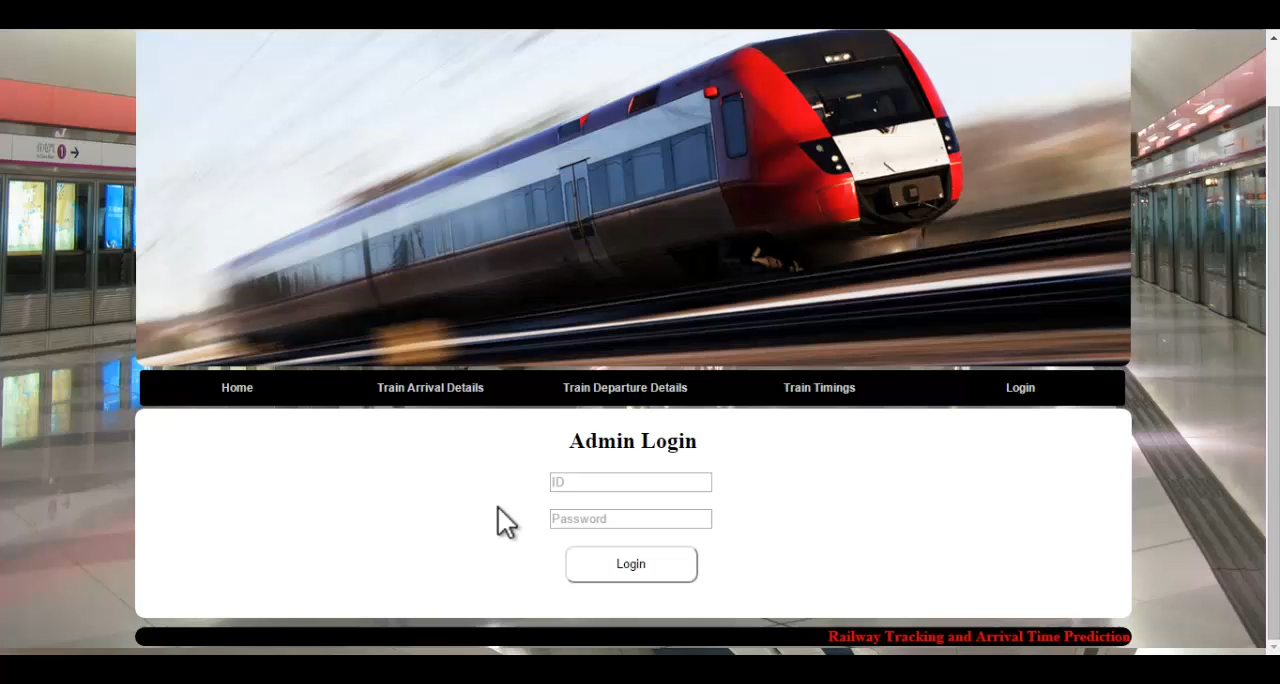 1
Home Train Arrival Details Train Departure Details Train Timings Login
Admin Login
ID
Password
Login
Railway Tracking and Arrival Time Prediction